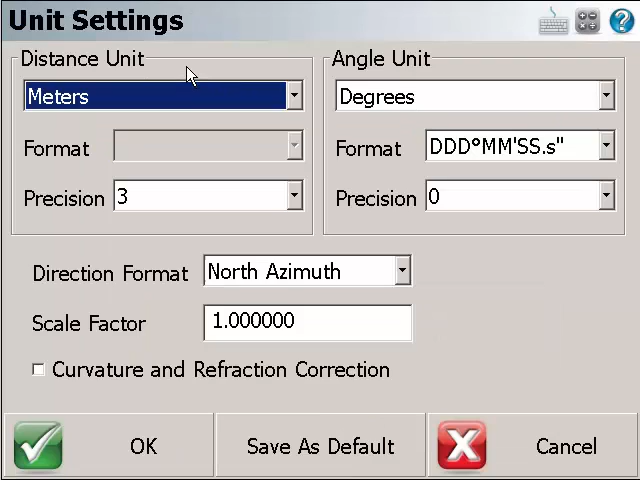 Unit Settings
Distance Unit
Meters
Format
Precision 3
Angle Unit
Degrees
Format DDD°MM'SS.s"
Precision 0
Direction Format North Azimuth
Scale Factor 1.000000
Curvature and Refraction Correction
OK Save As Default Cancel